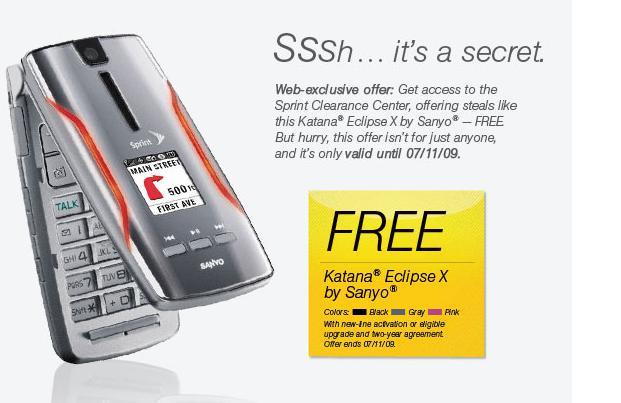 SSSh... it's a secret.
Web-exclusive offer: Get access to the
Sprint Clearance Center, offering steals like
this Katana® Eclipse X by Sanyo® — FREE.
But hurry, this offer isn't for just anyone,
and it's only valid until 07/11/09.
Sprint
MAIN STREET
500 ft
FIRST AVE
SANYO
TALK
1
GHI 4
JKL
PQRS 7
TUV 8
Shift *
+ 0
FREE
Katana® Eclipse X
by Sanyo®
Colors: Black Gray Pink
With new-line activation or eligible
upgrade and two-year agreement.
Offer ends 07/11/09.